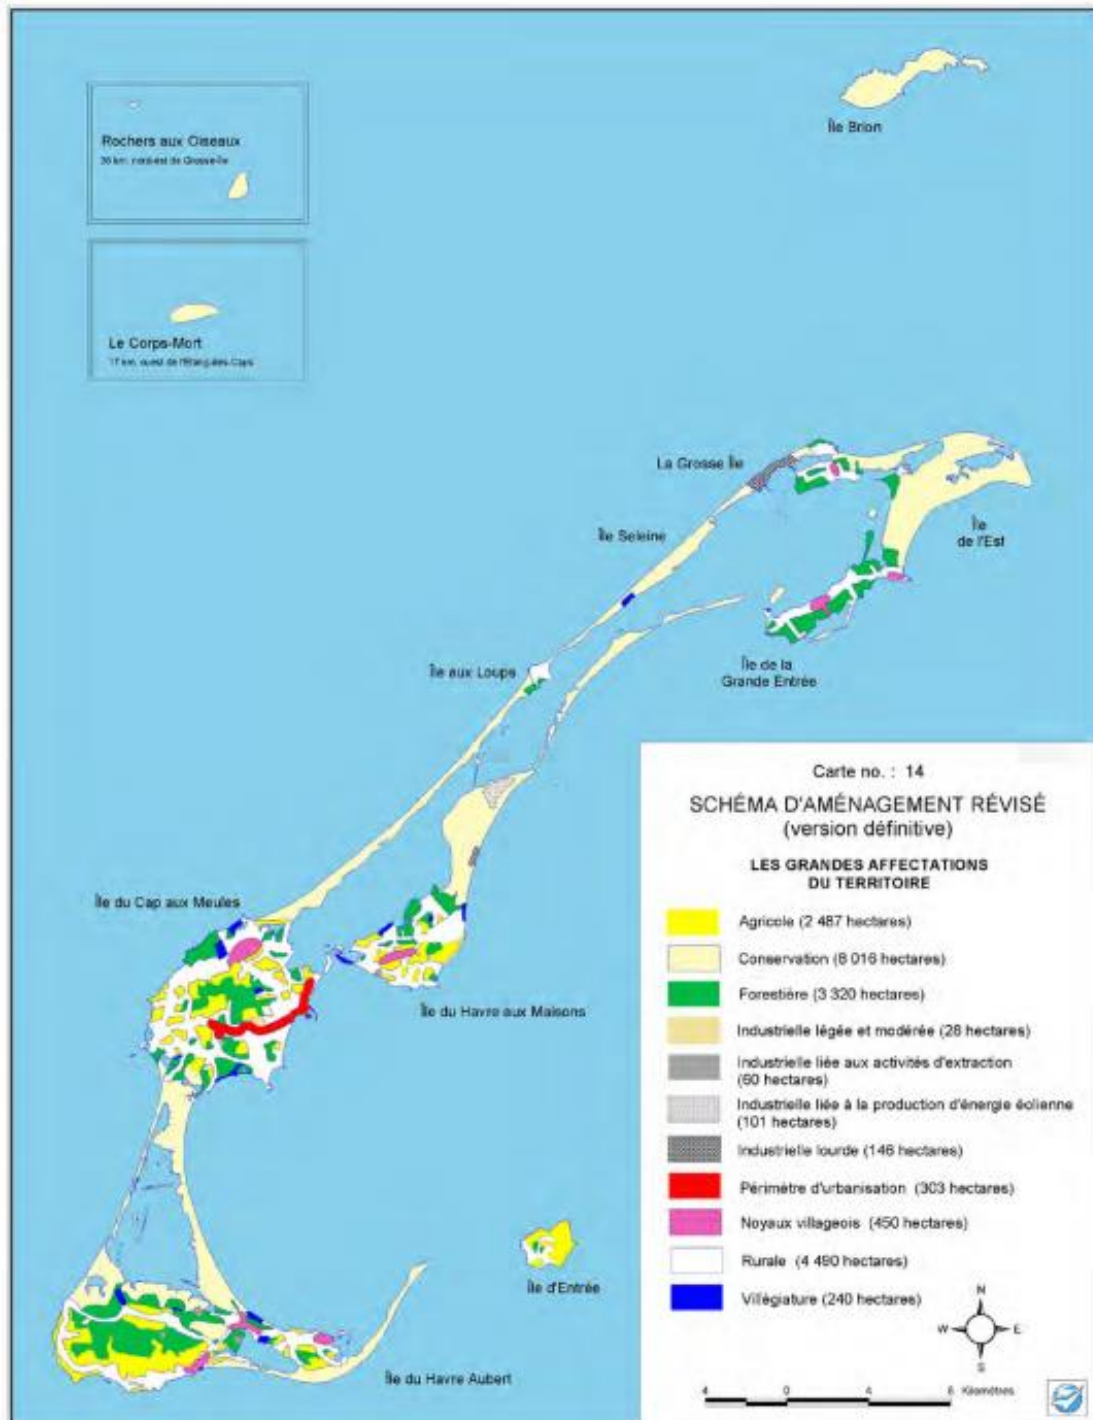 Île Brion
Rochers aux Oiseaux
Le Corps-Mort
La Grosse Île
Île Seleine
Île
de l'Est
Île aux Loups
Île de la
Grande Entrée
Île du Cap aux Meules
Île du Havre aux Maisons
Île d'Entrée
Île du Havre Aubert
Carte no. : 14
SCHÉMA D'AMÉNAGEMENT RÉVISÉ
(version définitive)
LES GRANDES AFFECTATIONS
DU TERRITOIRE
Agricole (2 487 hectares)
Conservation (8 016 hectares)
Forestière (3 320 hectares)
Industrielle légée et modérée (28 hectares)
Industrielle liée aux activités d'extraction
(60 hectares)
Industrielle liée à la production d'énergie éolienne
(101 hectares)
Industrielle lourde (146 hectares)
Périmètre d'urbanisation (303 hectares)
Noyaux villageois (450 hectares)
Rurale (4 490 hectares)
Villégiature (240 hectares)
N
W E
S
4 0 4 8 Kilomètres